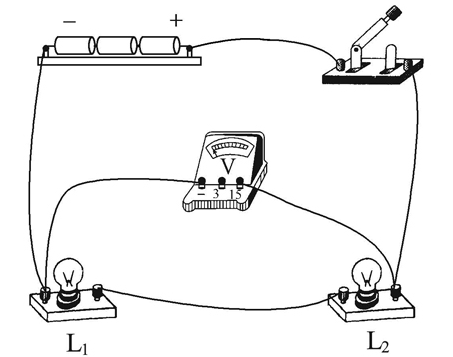 − +
V
− 3 15
L₁ L₂